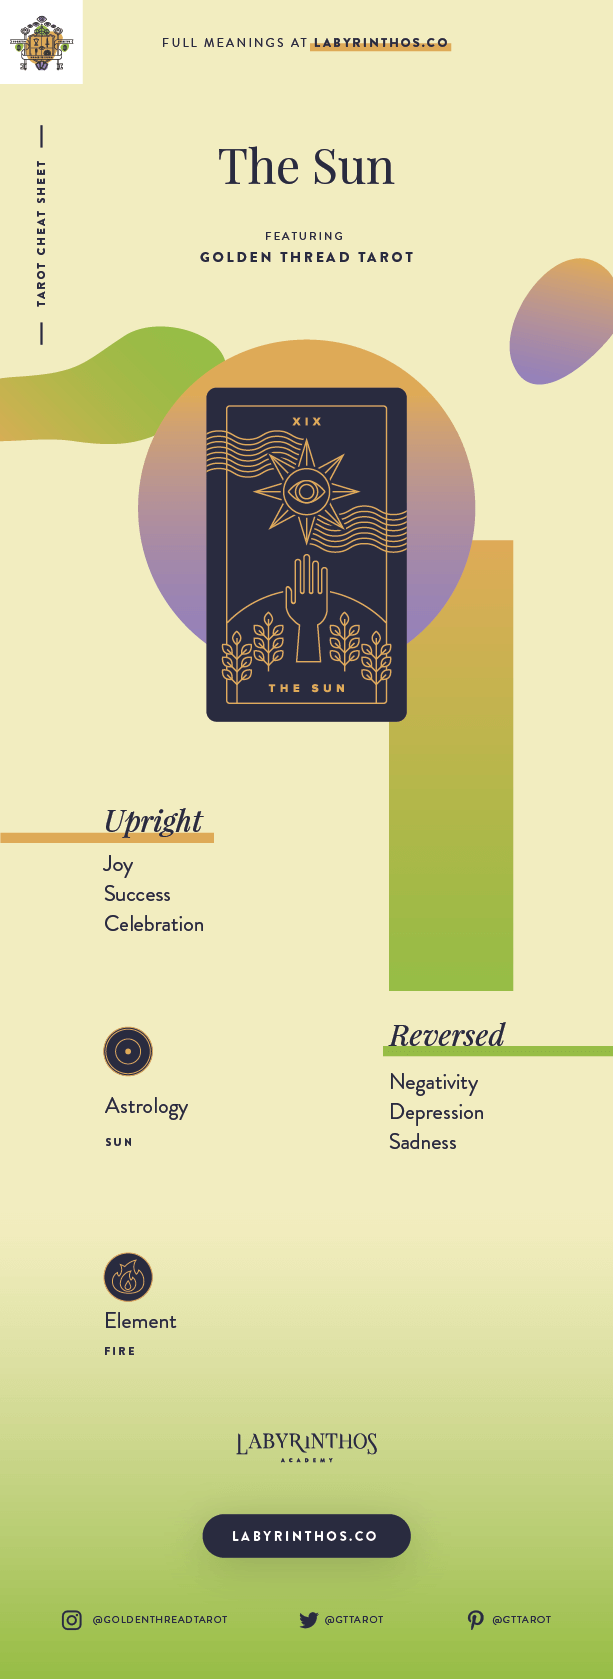 FULL MEANINGS AT LABYRINTHOS.CO
TAROT CHEAT SHEET
The Sun
FEATURING
GOLDEN THREAD TAROT
XIX
THE SUN
Upright
Joy
Success
Celebration
Reversed
Negativity
Depression
Sadness
Astrology
SUN
Element
FIRE
LABYRINTHOS
ACADEMY
LABYRINTHOS.CO
@GOLDENTHREADTAROT
@GTTAROT
@GTTAROT